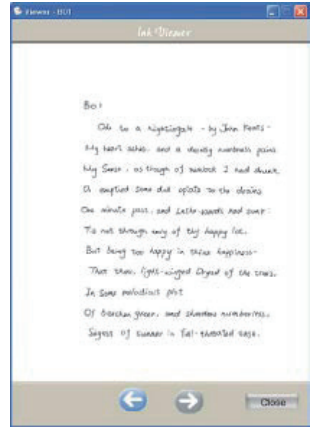 Viewer - B01
Ink Viewer
B01
Ode to a nightingale - by John Keats -
My heart aches, and a drowsy numbness pains
My Sense, as though of hemlock I had drunk
Or emptied some dull opiate to the drains
One minute past, and Lethe-wards had sunk:
'Tis not through envy of thy happy lot,
But being too happy in thine happiness-
That thou, light-winged Dryad of the trees,
In Some melodious plot
Of beechen green, and shadows numberless,
Singest of summer in full-throated ease.
Close